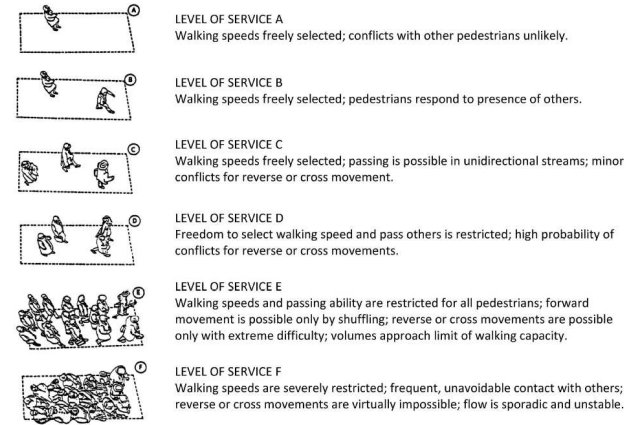 A
LEVEL OF SERVICE A
Walking speeds freely selected; conflicts with other pedestrians unlikely.
B
LEVEL OF SERVICE B
Walking speeds freely selected; pedestrians respond to presence of others.
C
LEVEL OF SERVICE C
Walking speeds freely selected; passing is possible in unidirectional streams; minor
conflicts for reverse or cross movement.
D
LEVEL OF SERVICE D
Freedom to select walking speed and pass others is restricted; high probability of
conflicts for reverse or cross movements.
E
LEVEL OF SERVICE E
Walking speeds and passing ability are restricted for all pedestrians; forward
movement is possible only by shuffling; reverse or cross movements are possible
only with extreme difficulty; volumes approach limit of walking capacity.
F
LEVEL OF SERVICE F
Walking speeds are severely restricted; frequent, unavoidable contact with others;
reverse or cross movements are virtually impossible; flow is sporadic and unstable.